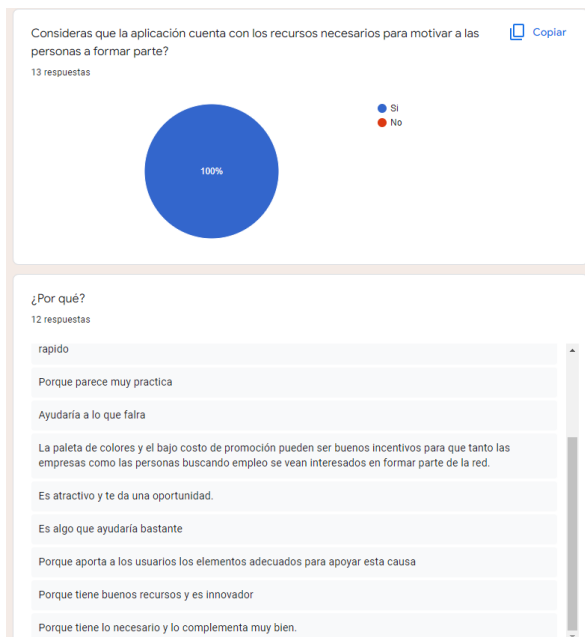 Consideras que la aplicación cuenta con los recursos necesarios para motivar a las
personas a formar parte?
Copiar
13 respuestas
Si
No
100%
¿Por qué?
12 respuestas
rapido
Porque parece muy practica
Ayudaría a lo que falra
La paleta de colores y el bajo costo de promoción pueden ser buenos incentivos para que tanto las
empresas como las personas buscando empleo se vean interesados en formar parte de la red.
Es atractivo y te da una oportunidad.
Es algo que ayudaría bastante
Porque aporta a los usuarios los elementos adecuados para apoyar esta causa
Porque tiene buenos recursos y es innovador
Porque tiene lo necesario y lo complementa muy bien.